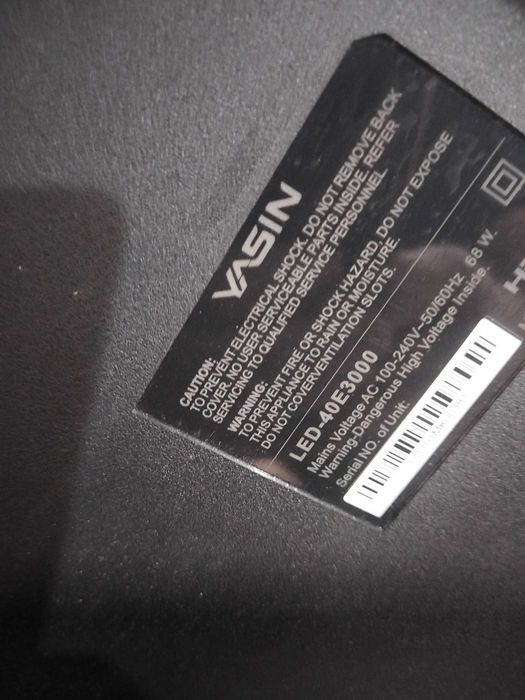 YASIN
CAUTION:
TO PREVENT ELECTRICAL SHOCK, DO NOT REMOVE BACK
COVER. NO USER SERVICEABLE PARTS INSIDE. REFER
SERVICING TO QUALIFIED SERVICE PERSONNEL
WARNING:
TO PREVENT FIRE OR SHOCK HAZARD, DO NOT EXPOSE
THIS APPLIANCE TO RAIN OR MOISTURE.
DO NOT COVERVENTILATION SLOTS.
LED-40E3000
Mains Voltage AC 100-240V~50/60Hz 68 W.
Warning-Dangerous High Voltage Inside.
Serial NO. of Unit: